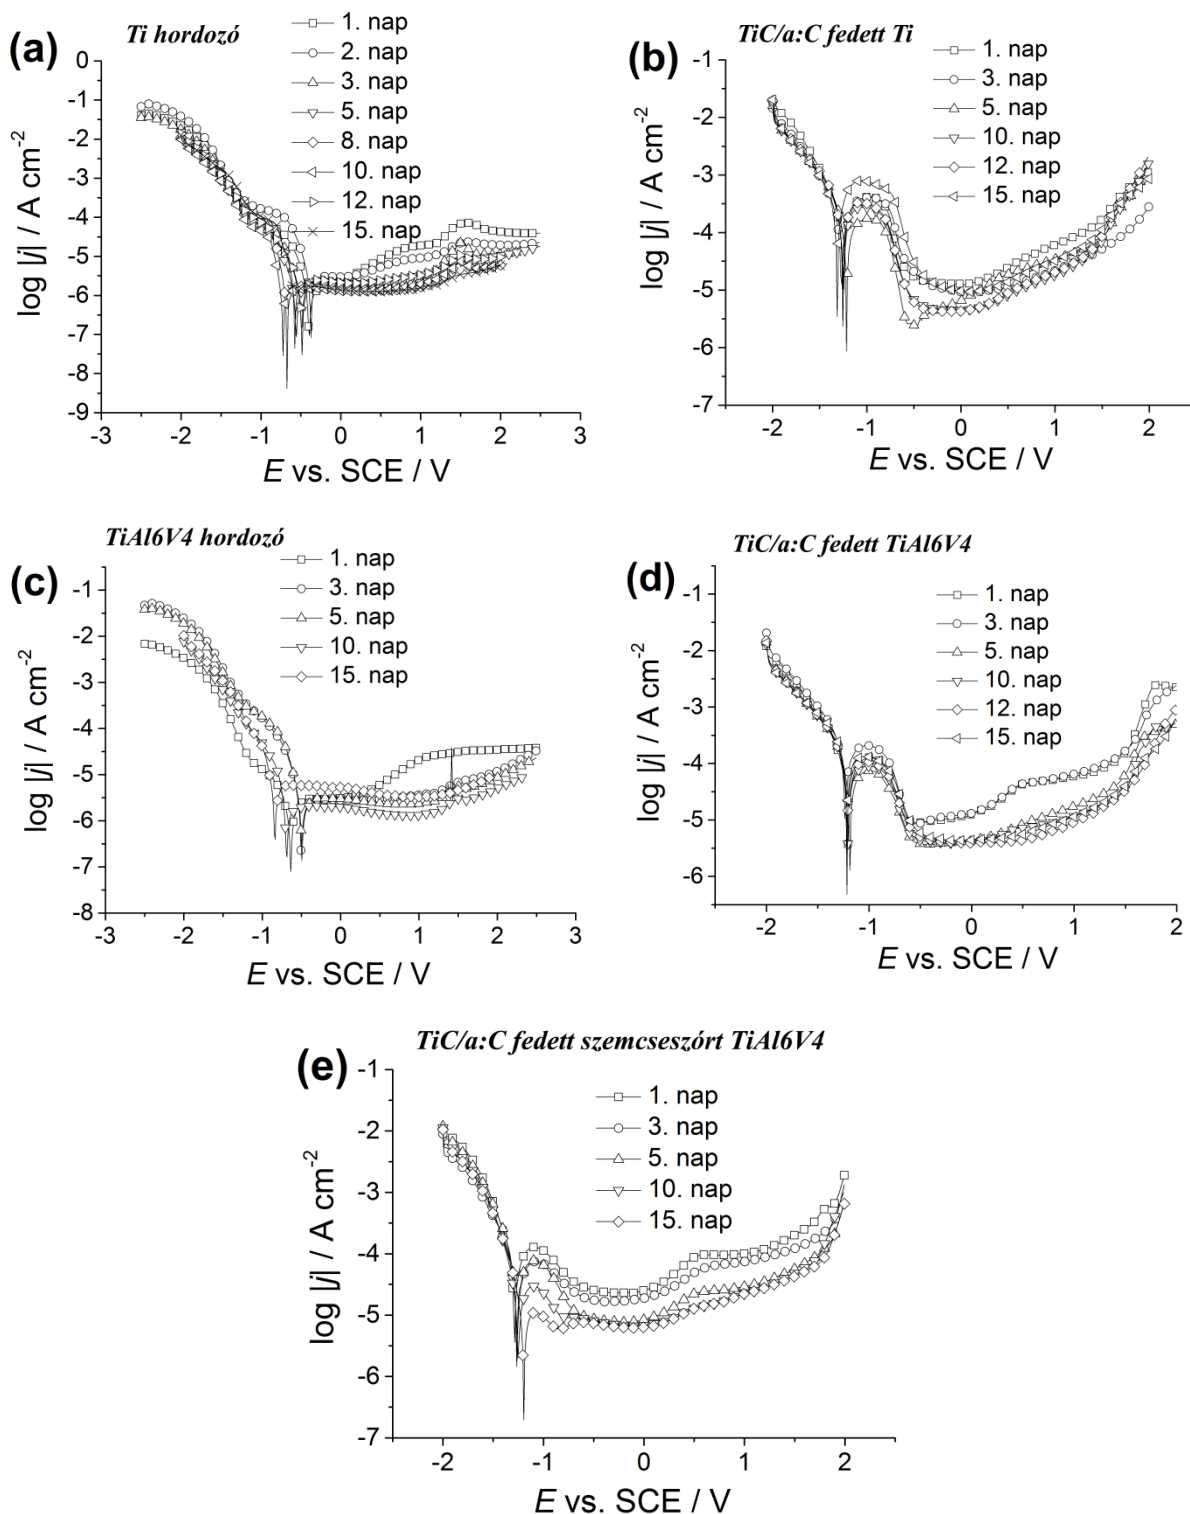 (a)
Ti hordozó
1. nap
2. nap
3. nap
5. nap
8. nap
10. nap
12. nap
15. nap
0
-1
-2
-3
-4
-5
-6
-7
-8
-9
-3
-2
-1
0
1
2
3
log |j| / A cm-2
E vs. SCE / V
(b)
TiC/a:C fedett Ti
1. nap
3. nap
5. nap
10. nap
12. nap
15. nap
-1
-2
-3
-4
-5
-6
-7
-2
-1
0
1
2
log |j| / A cm-2
E vs. SCE / V
(c)
TiAl6V4 hordozó
1. nap
3. nap
5. nap
10. nap
15. nap
-1
-2
-3
-4
-5
-6
-7
-8
-3
-2
-1
0
1
2
3
log |j| / A cm-2
E vs. SCE / V
(d)
TiC/a:C fedett TiAl6V4
1. nap
3. nap
5. nap
10. nap
12. nap
15. nap
-1
-2
-3
-4
-5
-6
-2
-1
0
1
2
log |j| / A cm-2
E vs. SCE / V
(e)
TiC/a:C fedett szemcseszórt TiAl6V4
1. nap
3. nap
5. nap
10. nap
15. nap
-1
-2
-3
-4
-5
-6
-7
-2
-1
0
1
2
log |j| / A cm-2
E vs. SCE / V